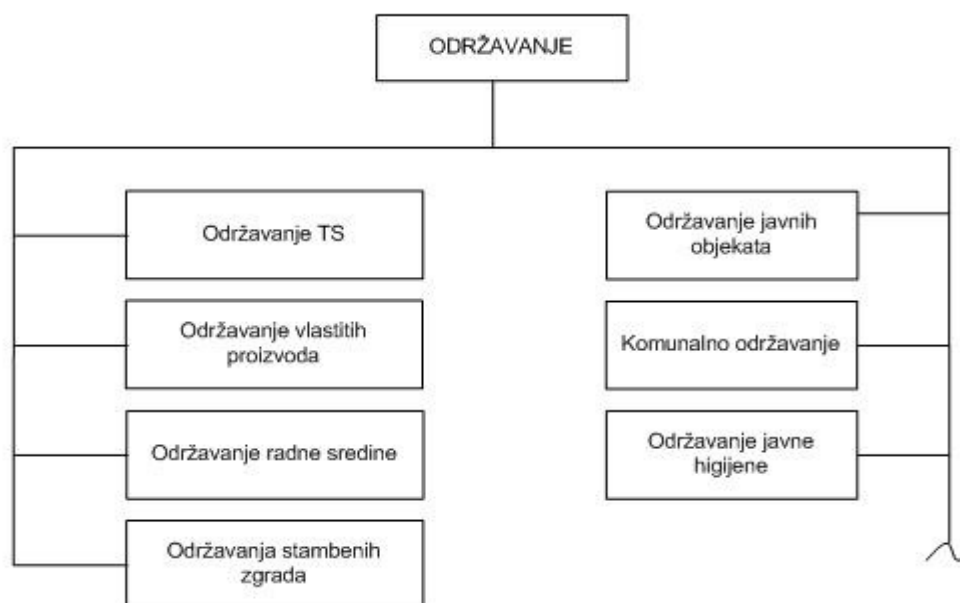 ODRŽAVANJE
Održavanje TS
Održavanje vlastitih
proizvoda
Održavanje radne sredine
Održavanja stambenih
zgrada
Održavanje javnih
objekata
Komunalno održavanje
Održavanje javne
higijene